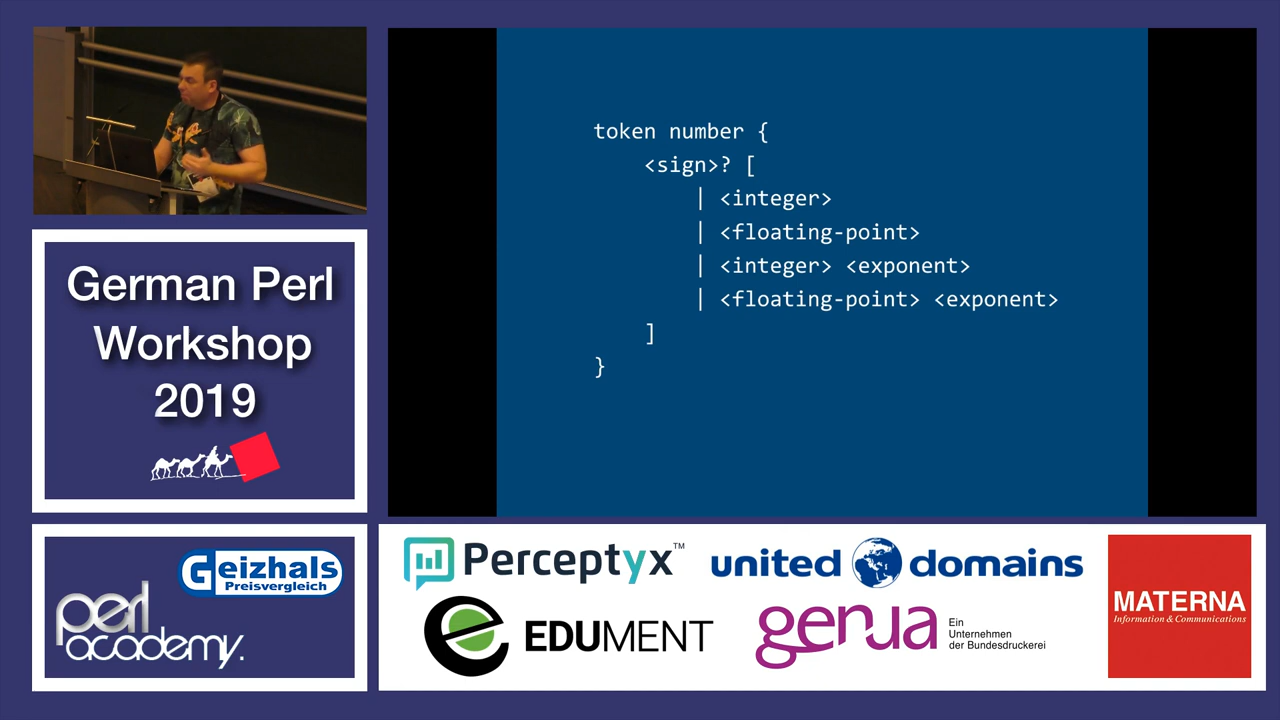 token number {
<sign>? [
| <integer>
| <floating-point>
| <integer> <exponent>
| <floating-point> <exponent>
]
}
German Perl
Workshop
2019
Geizhals
Preisvergleich
perl
academy.
Perceptyx™
united domains
EDUMENT
genua
Ein
Unternehmen
der Bundesdruckerei
MATERNA
Information & Communications